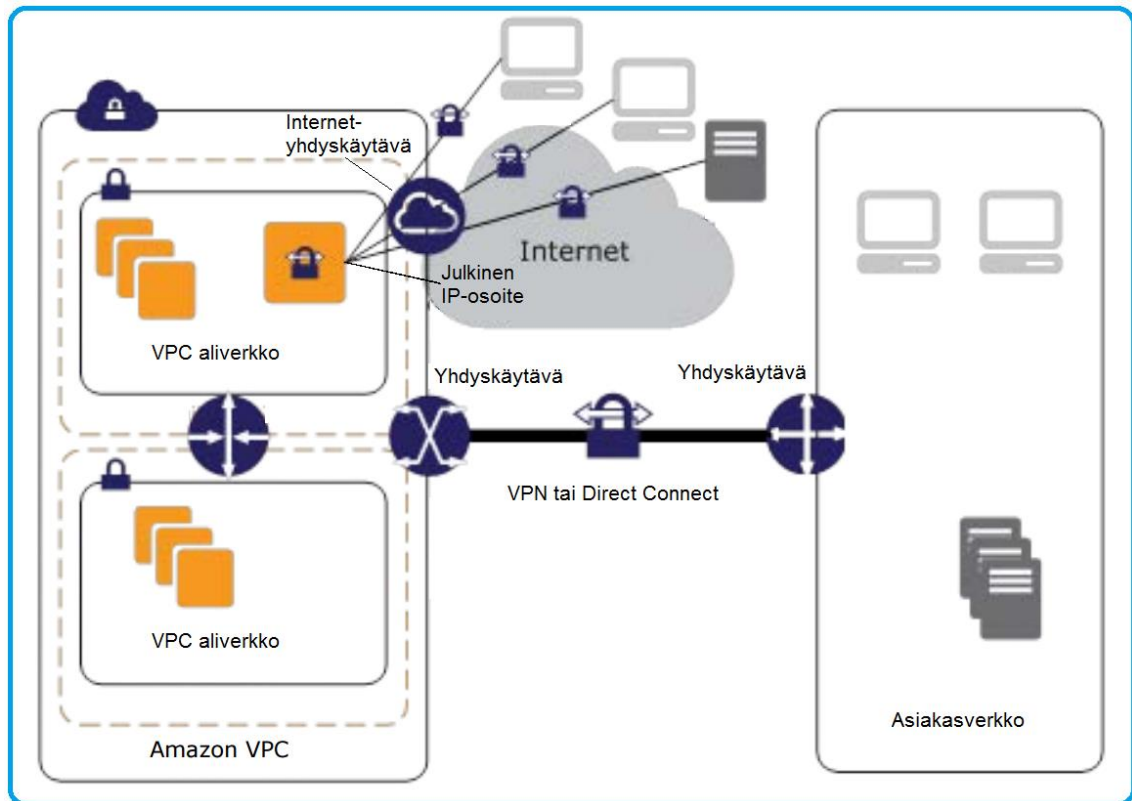 Internet-
yhdyskäytävä
Internet
Julkinen
IP-osoite
VPC aliverkko
Yhdyskäytävä
Yhdyskäytävä
VPN tai Direct Connect
VPC aliverkko
Asiakasverkko
Amazon VPC